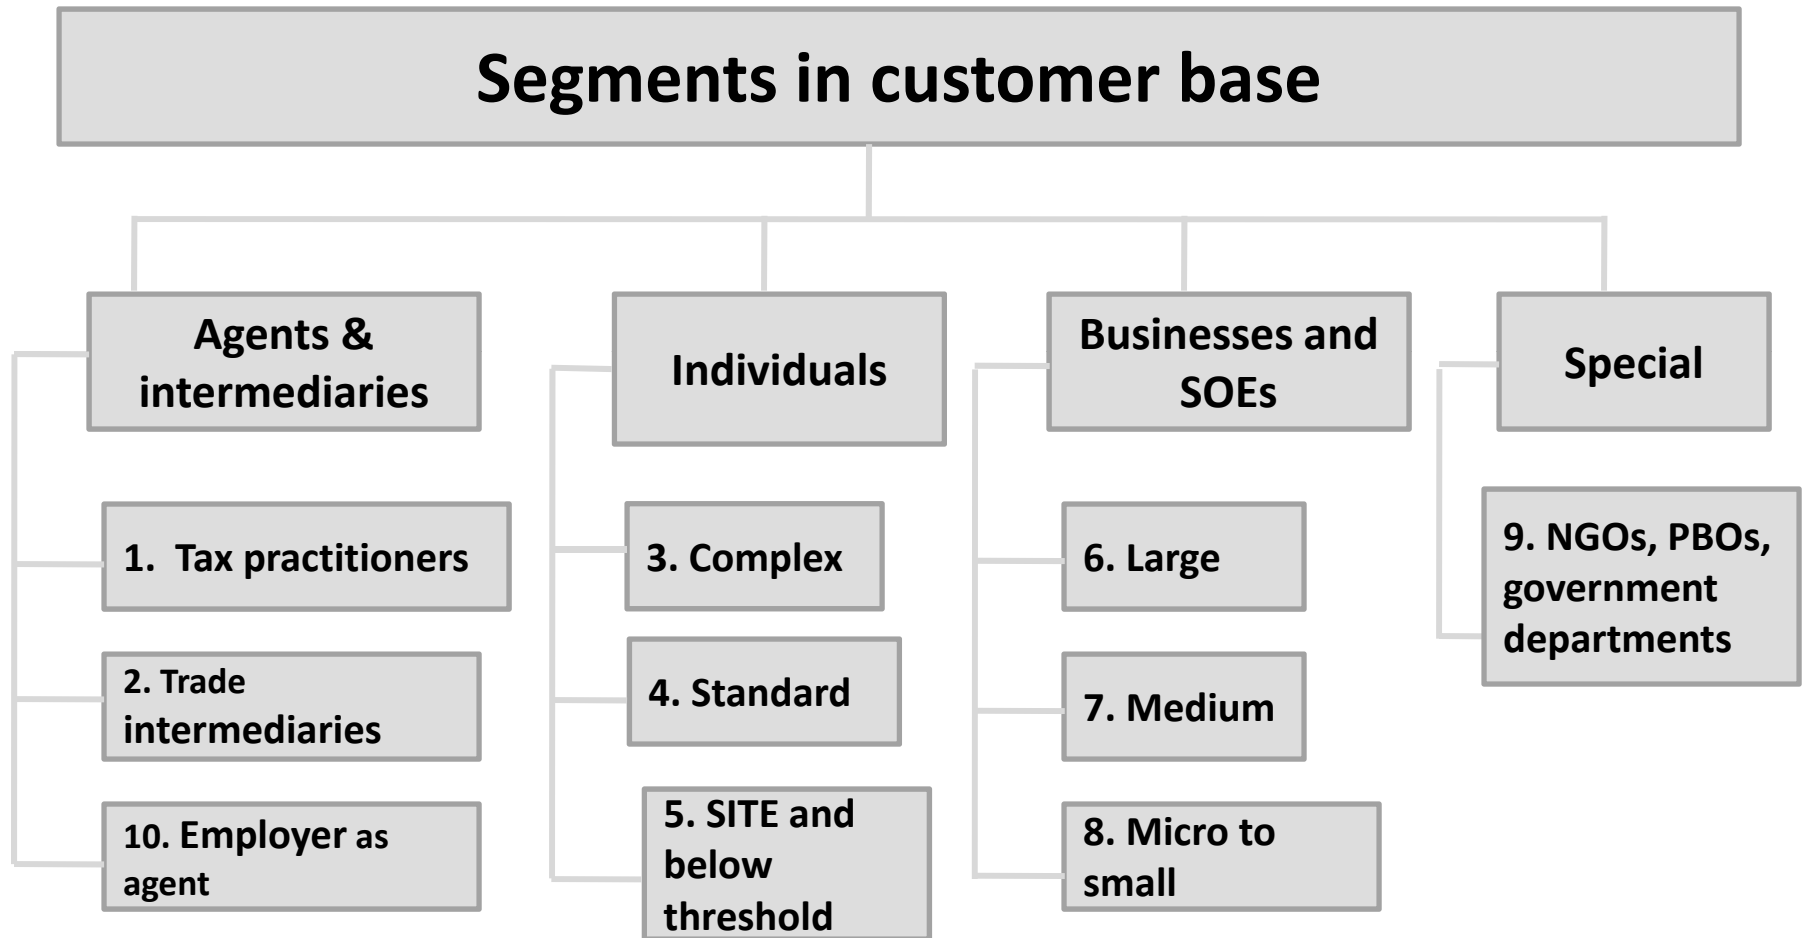 Segments in customer base
Agents &
intermediaries
1. Tax practitioners
2. Trade
intermediaries
10. Employer as
agent
Individuals
3. Complex
4. Standard
5. SITE and
below
threshold
Businesses and
SOEs
6. Large
7. Medium
8. Micro to
small
Special
9. NGOs, PBOs,
government
departments